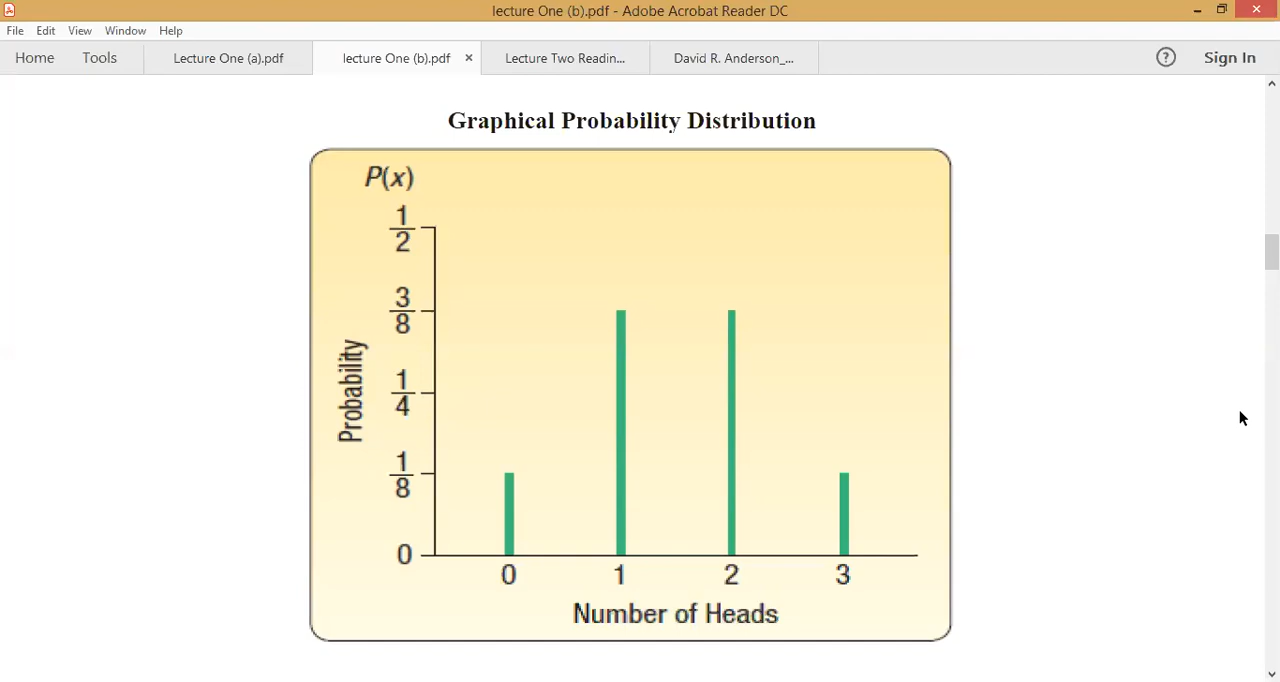 lecture One (b).pdf - Adobe Acrobat Reader DC
File Edit View Window Help
Home Tools Lecture One (a).pdf lecture One (b).pdf × Lecture Two Readin... David R. Anderson_... ? Sign In
Graphical Probability Distribution
P(x)
1
2
3
8
Probability
1
4
1
8
0
0 1 2 3
Number of Heads